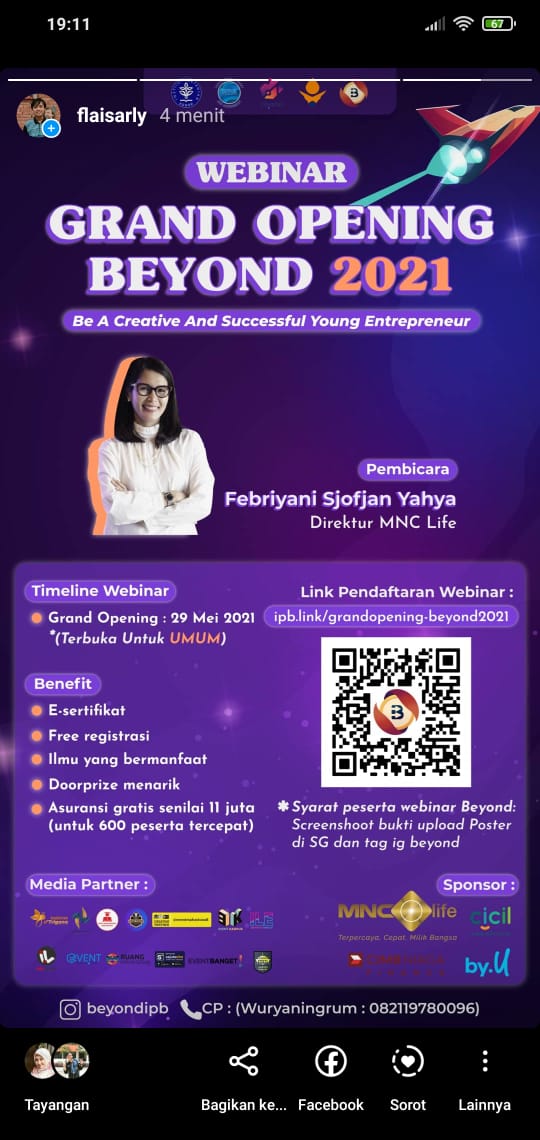 19:11
67
flaisarly 4 menit
WEBINAR
GRAND OPENING
BEYOND 2021
Be A Creative And Successful Young Entrepreneur
Pembicara
Febriyani Sjofjan Yahya
Direktur MNC Life
Timeline Webinar
Grand Opening : 29 Mei 2021
*(Terbuka Untuk UMUM)
Benefit
E-sertifikat
Free registrasi
Ilmu yang bermanfaat
Doorprize menarik
Asuransi gratis senilai 11 juta
(untuk 600 peserta tercepat)
Link Pendaftaran Webinar :
ipb.link/grandopening-beyond2021
B
✱ Syarat peserta webinar Beyond:
Screenshoot bukti upload Poster
di SG dan tag ig beyond
Media Partner :
EVENT
RUANG
EVENTBANGET!
Sponsor :
MNC life
Terpercaya. Cepat. Milik Bangsa
cicil
by.U
beyondipb CP : (Wuryaningrum : 082119780096)
Tayangan
Bagikan ke...
Facebook
Sorot
Lainnya